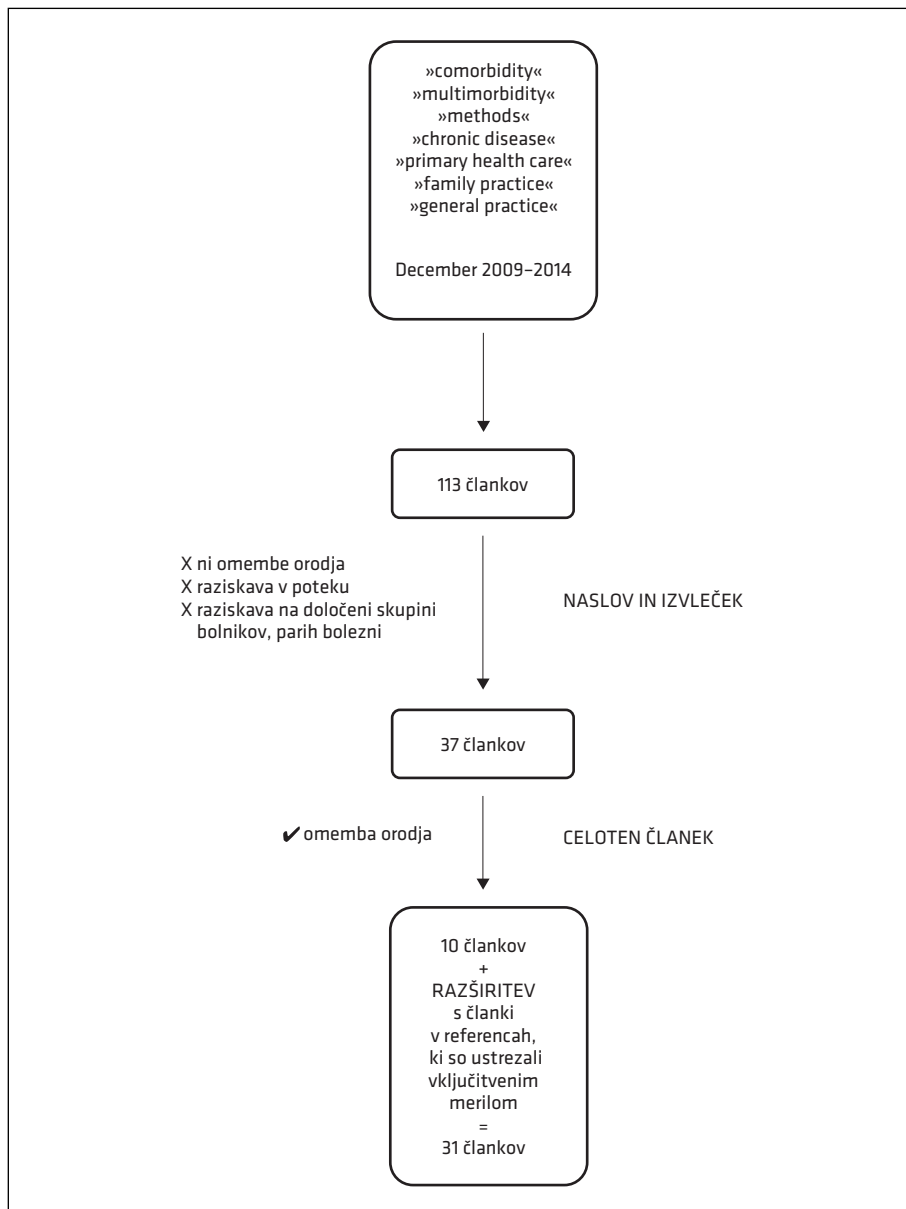 »comorbidity«
»multimorbidity«
»methods«
»chronic disease«
»primary health care«
»family practice«
»general practice«
December 2009–2014
113 člankov
X ni omembe orodja
X raziskava v poteku
X raziskava na določeni skupini
bolnikov, parih bolezni
NASLOV IN IZVLEČEK
37 člankov
✔ omemba orodja
CELOTEN ČLANEK
10 člankov
+
RAZŠIRITEV
s članki
v referencah,
ki so ustrezali
vključitvenim
merilom
=
31 člankov